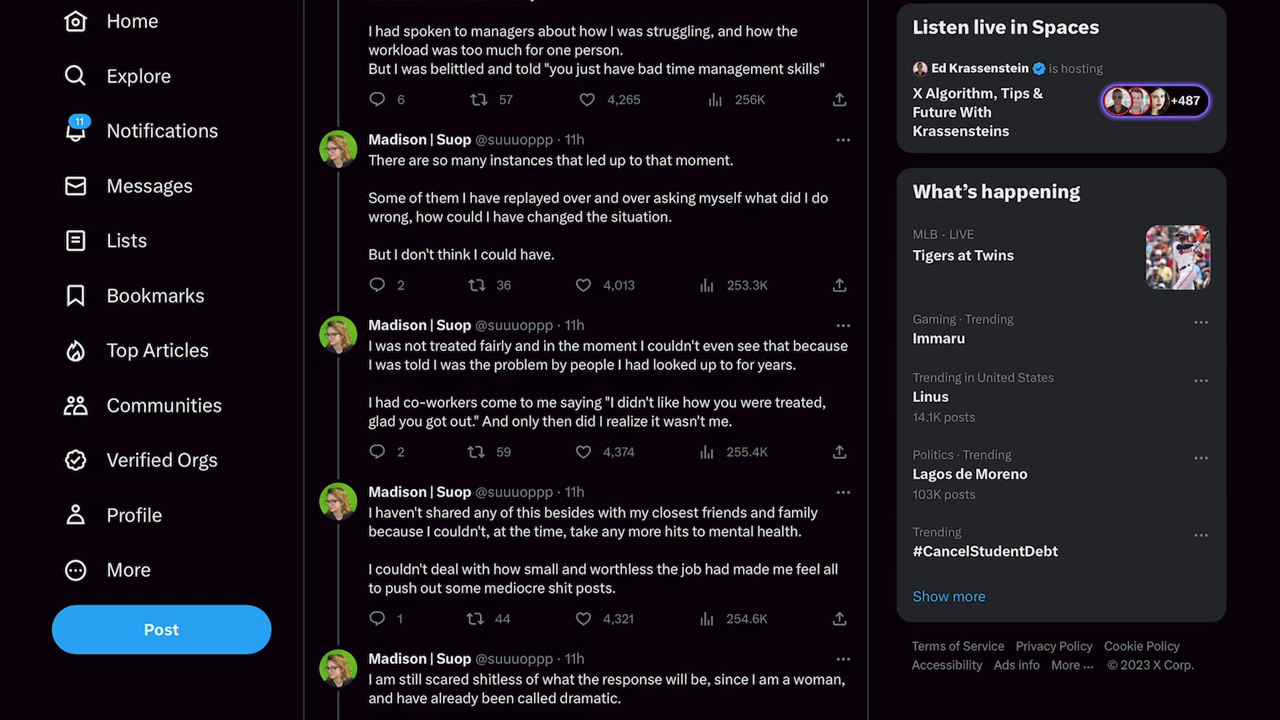 Home
Explore
11
Notifications
Messages
Lists
Bookmarks
Top Articles
Communities
Verified Orgs
Profile
More
Post
I had spoken to managers about how I was struggling, and how the
workload was too much for one person.
But I was belittled and told "you just have bad time management skills"
6 57 4,265 256K
Madison | Suop @suuuoppp · 11h
There are so many instances that led up to that moment.
Some of them I have replayed over and over asking myself what did I do
wrong, how could I have changed the situation.
But I don't think I could have.
2 36 4,013 253.3K
Madison | Suop @suuuoppp · 11h
I was not treated fairly and in the moment I couldn't even see that because
I was told I was the problem by people I had looked up to for years.
I had co-workers come to me saying "I didn't like how you were treated,
glad you got out." And only then did I realize it wasn't me.
2 59 4,374 255.4K
Madison | Suop @suuuoppp · 11h
I haven't shared any of this besides with my closest friends and family
because I couldn't, at the time, take any more hits to mental health.
I couldn't deal with how small and worthless the job had made me feel all
to push out some mediocre shit posts.
1 44 4,321 254.6K
Madison | Suop @suuuoppp · 11h
I am still scared shitless of what the response will be, since I am a woman,
and have already been called dramatic.
Listen live in Spaces
Ed Krassenstein is hosting
X Algorithm, Tips &
Future With
Krassensteins
+487
What's happening
MLB · LIVE
Tigers at Twins
Gaming · Trending
Immaru
Trending in United States
Linus
14.1K posts
Politics · Trending
Lagos de Moreno
103K posts
Trending
#CancelStudentDebt
Show more
Terms of Service Privacy Policy Cookie Policy
Accessibility Ads info More ··· © 2023 X Corp.